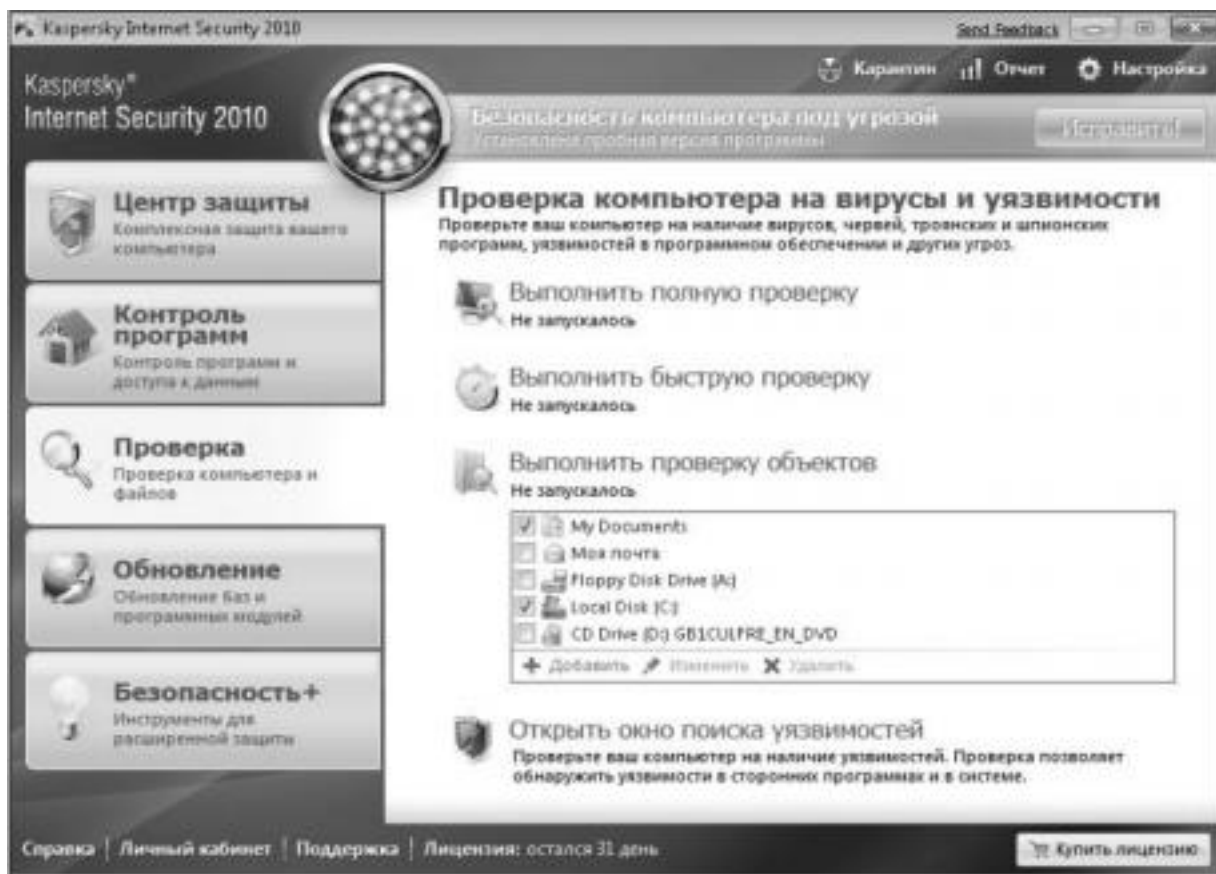 Kaspersky Internet Security 2010
Send Feedback
Kaspersky®
Internet Security 2010
Карантин
Отчет
Настройка
Безопасность компьютера под угрозой
Установлена пробная версия программы
Исправить!
Центр защиты
Комплексная защита вашего
компьютера
Контроль
программ
Контроль программ и
доступа к данным
Проверка
Проверка компьютера и
файлов
Обновление
Обновление баз и
программных модулей
Безопасность+
Инструменты для
расширенной защиты
Проверка компьютера на вирусы и уязвимости
Проверьте ваш компьютер на наличие вирусов, червей, троянских и шпионских
программ, уязвимостей в программном обеспечении и других угроз.
Выполнить полную проверку
Не запускалось
Выполнить быструю проверку
Не запускалось
Выполнить проверку объектов
Не запускалось
My Documents
Моя почта
Floppy Disk Drive (A:)
Local Disk (C:)
CD Drive (D:) GB1CULFRE_EN_DVD
Добавить Изменить Удалить
Открыть окно поиска уязвимостей
Проверьте ваш компьютер на наличие уязвимостей. Проверка позволяет
обнаружить уязвимости в сторонних программах и в системе.
Справка | Личный кабинет | Поддержка | Лицензия: остался 31 день
Купить лицензию